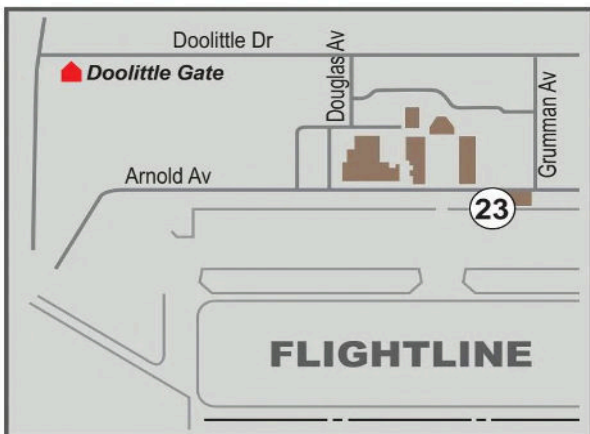 Doolittle Dr
Doolittle Gate
Douglas Av
Grumman Av
Arnold Av
23
FLIGHTLINE